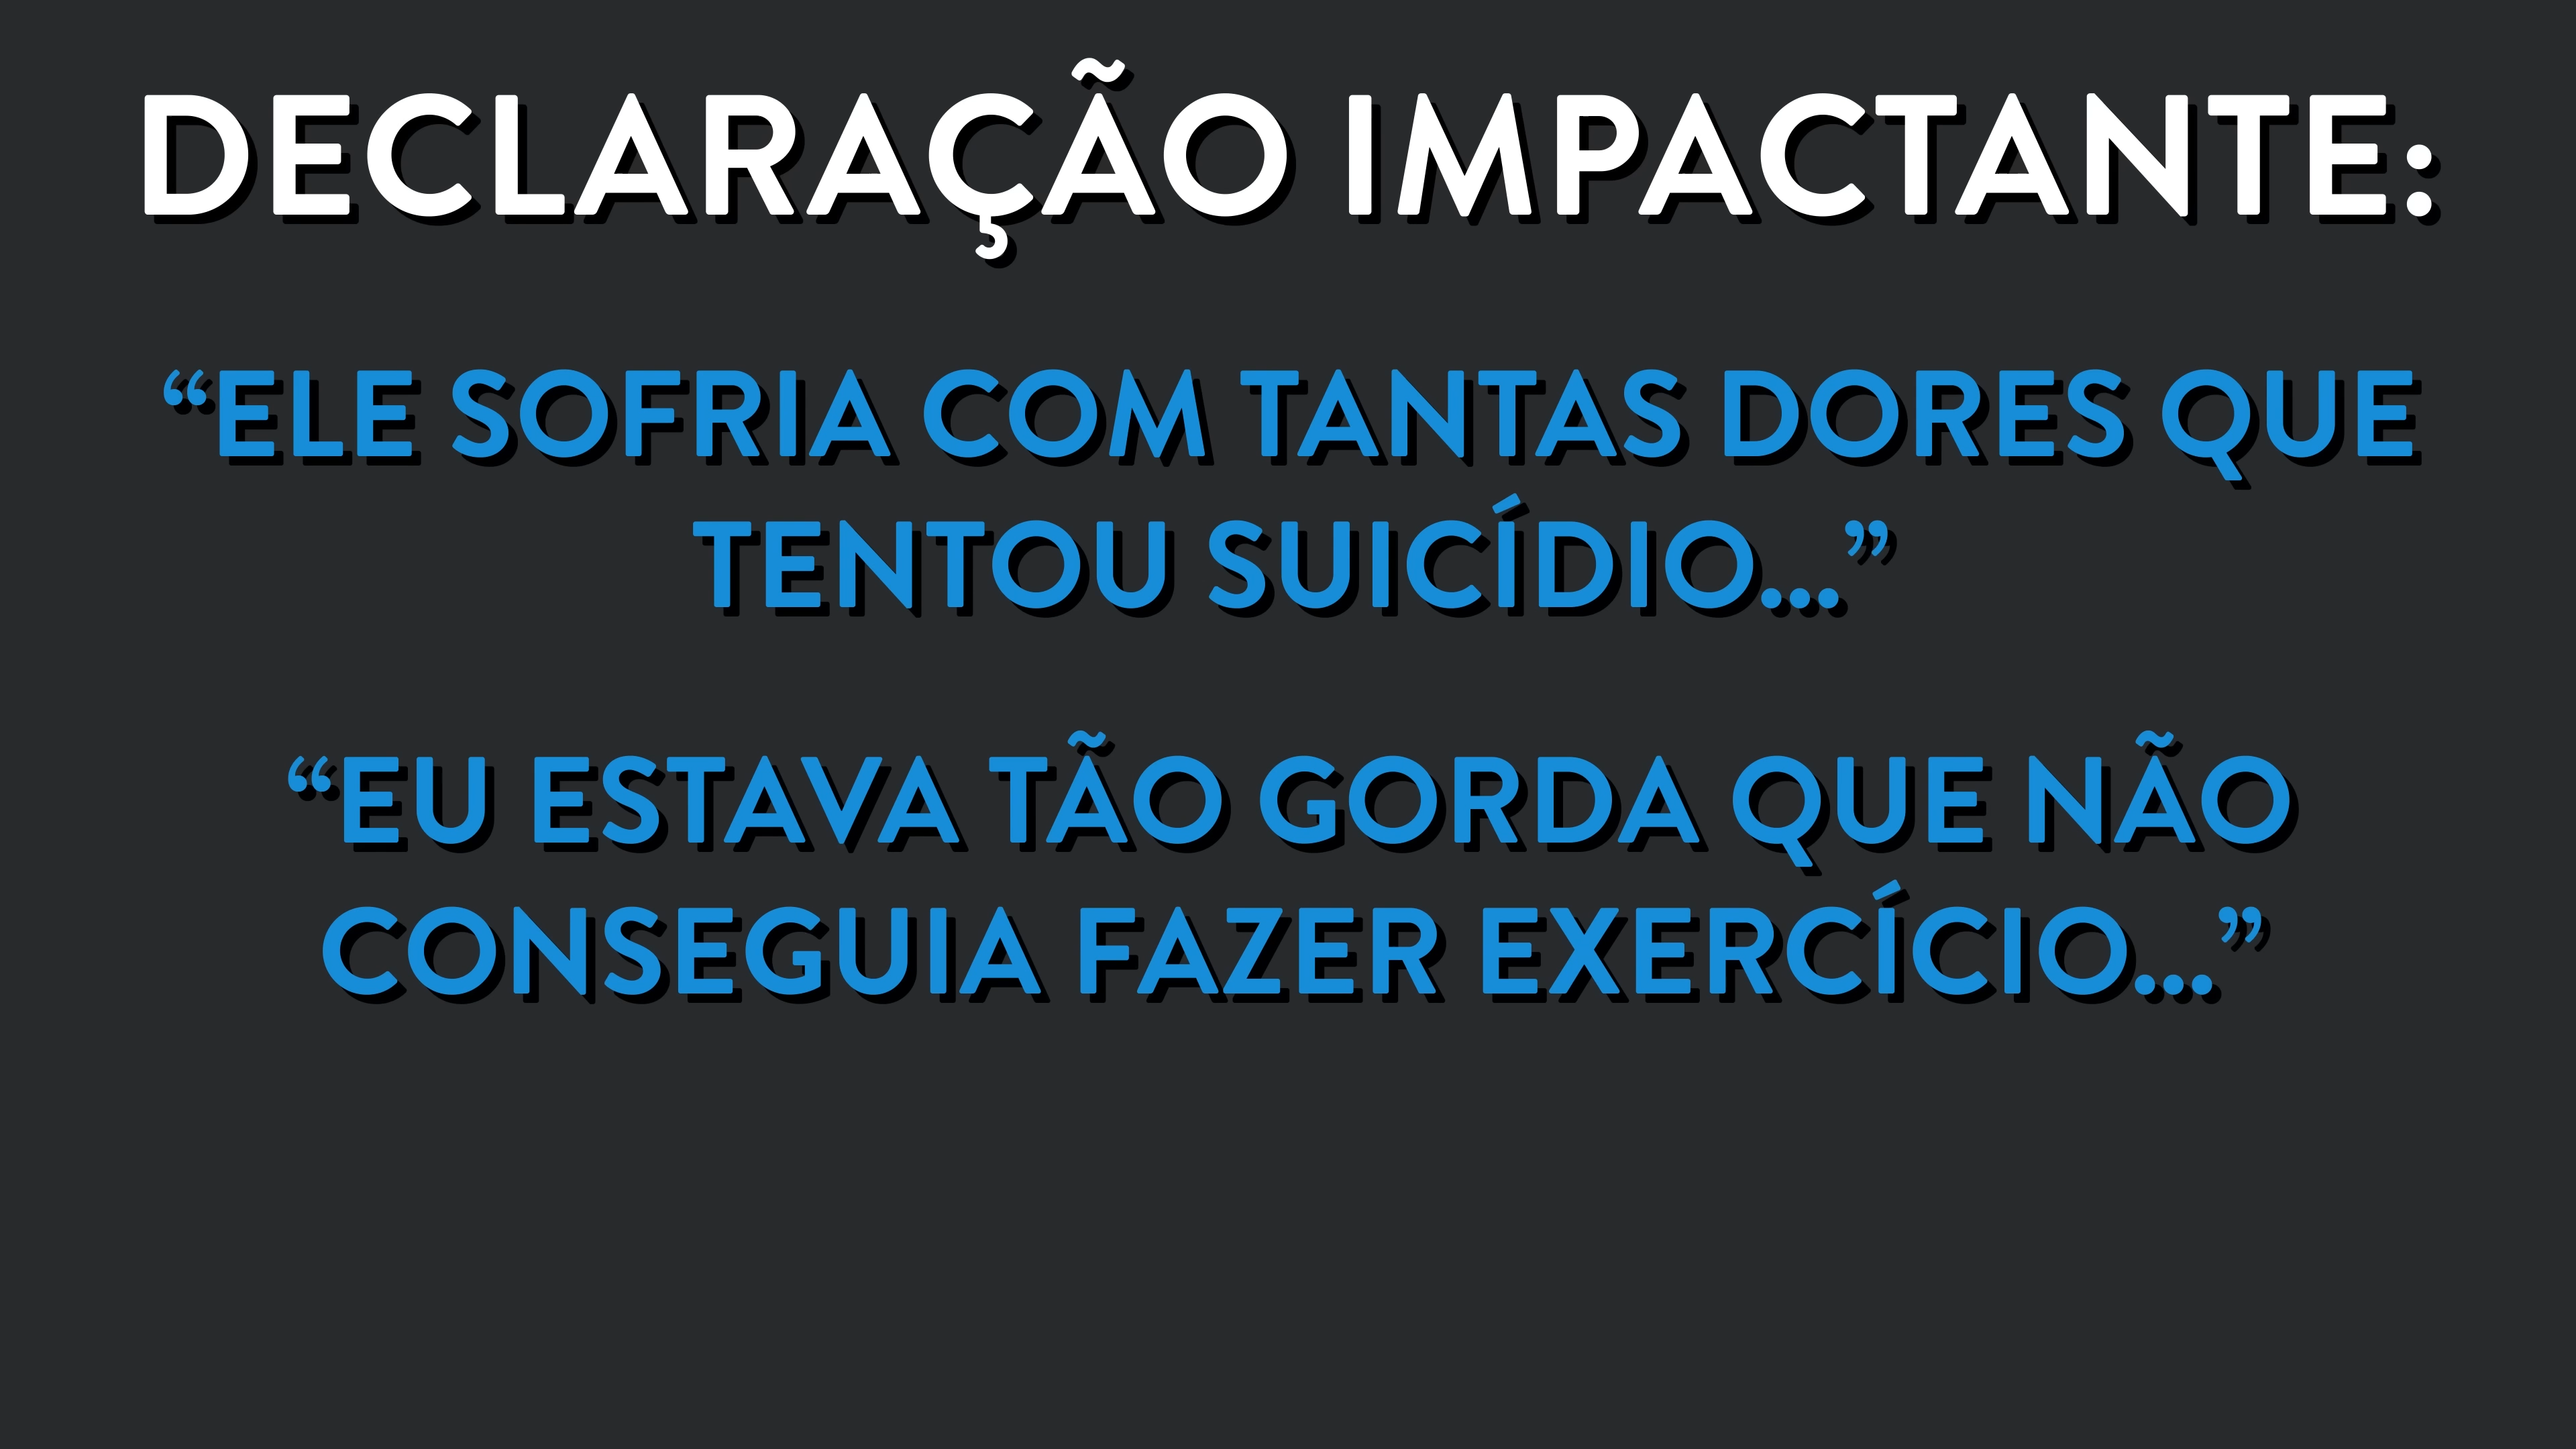 DECLARAÇÃO IMPACTANTE:
“ELE SOFRIA COM TANTAS DORES QUE
TENTOU SUICÍDIO...”
“EU ESTAVA TÃO GORDA QUE NÃO
CONSEGUIA FAZER EXERCÍCIO...”